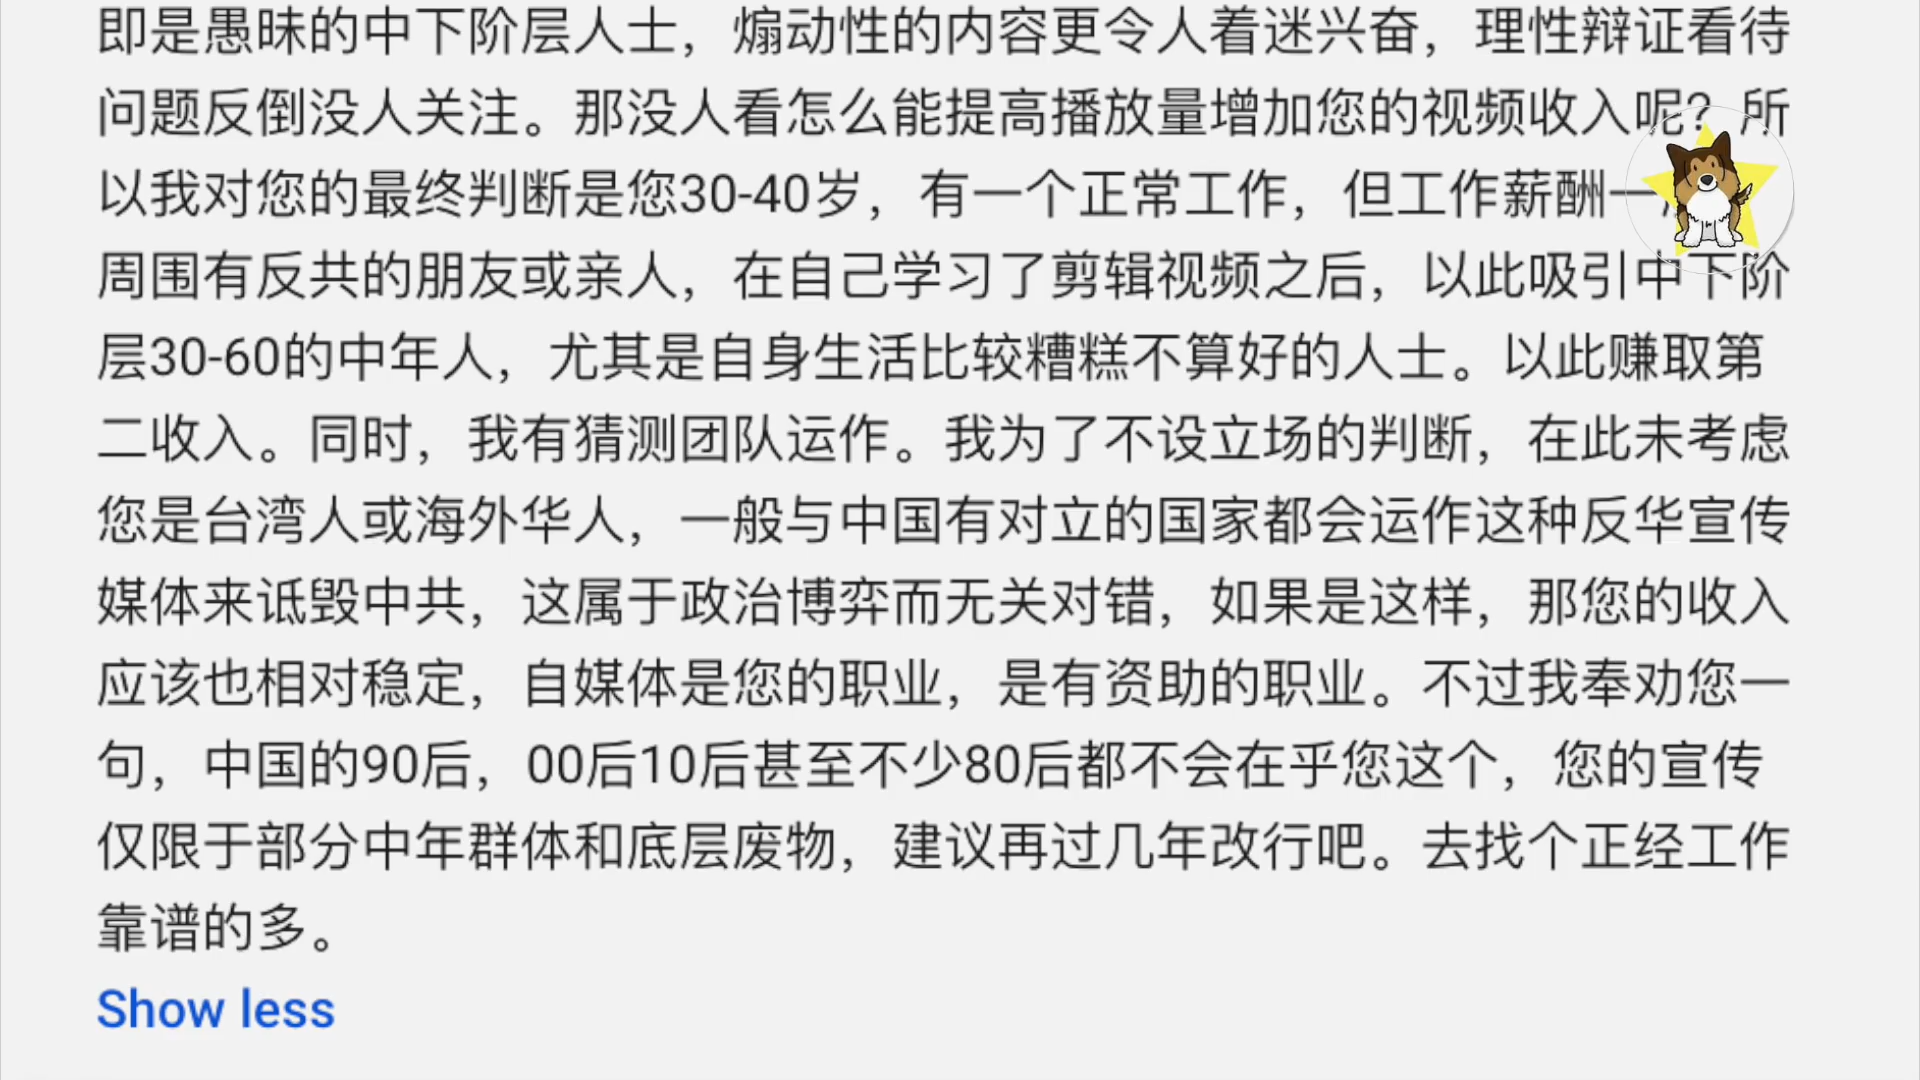 即是愚昧的中下阶层人士，煽动性的内容更令人着迷兴奋，理性辩证看待
问题反倒没人关注。那没人看怎么能提高播放量增加您的视频收入呢？所
以我对您的最终判断是您30-40岁，有一个正常工作，但工作薪酬一
周围有反共的朋友或亲人，在自己学习了剪辑视频之后，以此吸引中下阶
层30-60的中年人，尤其是自身生活比较糟糕不算好的人士。以此赚取第
二收入。同时，我有猜测团队运作。我为了不设立场的判断，在此未考虑
您是台湾人或海外华人，一般与中国有对立的国家都会运作这种反华宣传
媒体来诋毁中共，这属于政治博弈而无关对错，如果是这样，那您的收入
应该也相对稳定，自媒体是您的职业，是有资助的职业。不过我奉劝您一
句，中国的90后，00后10后甚至不少80后都不会在乎您这个，您的宣传
仅限于部分中年群体和底层废物，建议再过几年改行吧。去找个正经工作
靠谱的多。
Show less